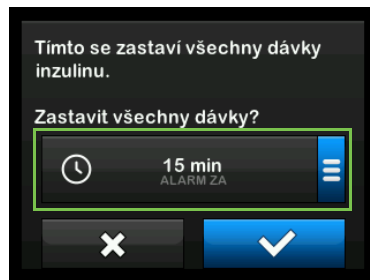 Tímto se zastaví všechny dávky
inzulinu.
Zastavit všechny dávky?
15 min
ALARM ZA